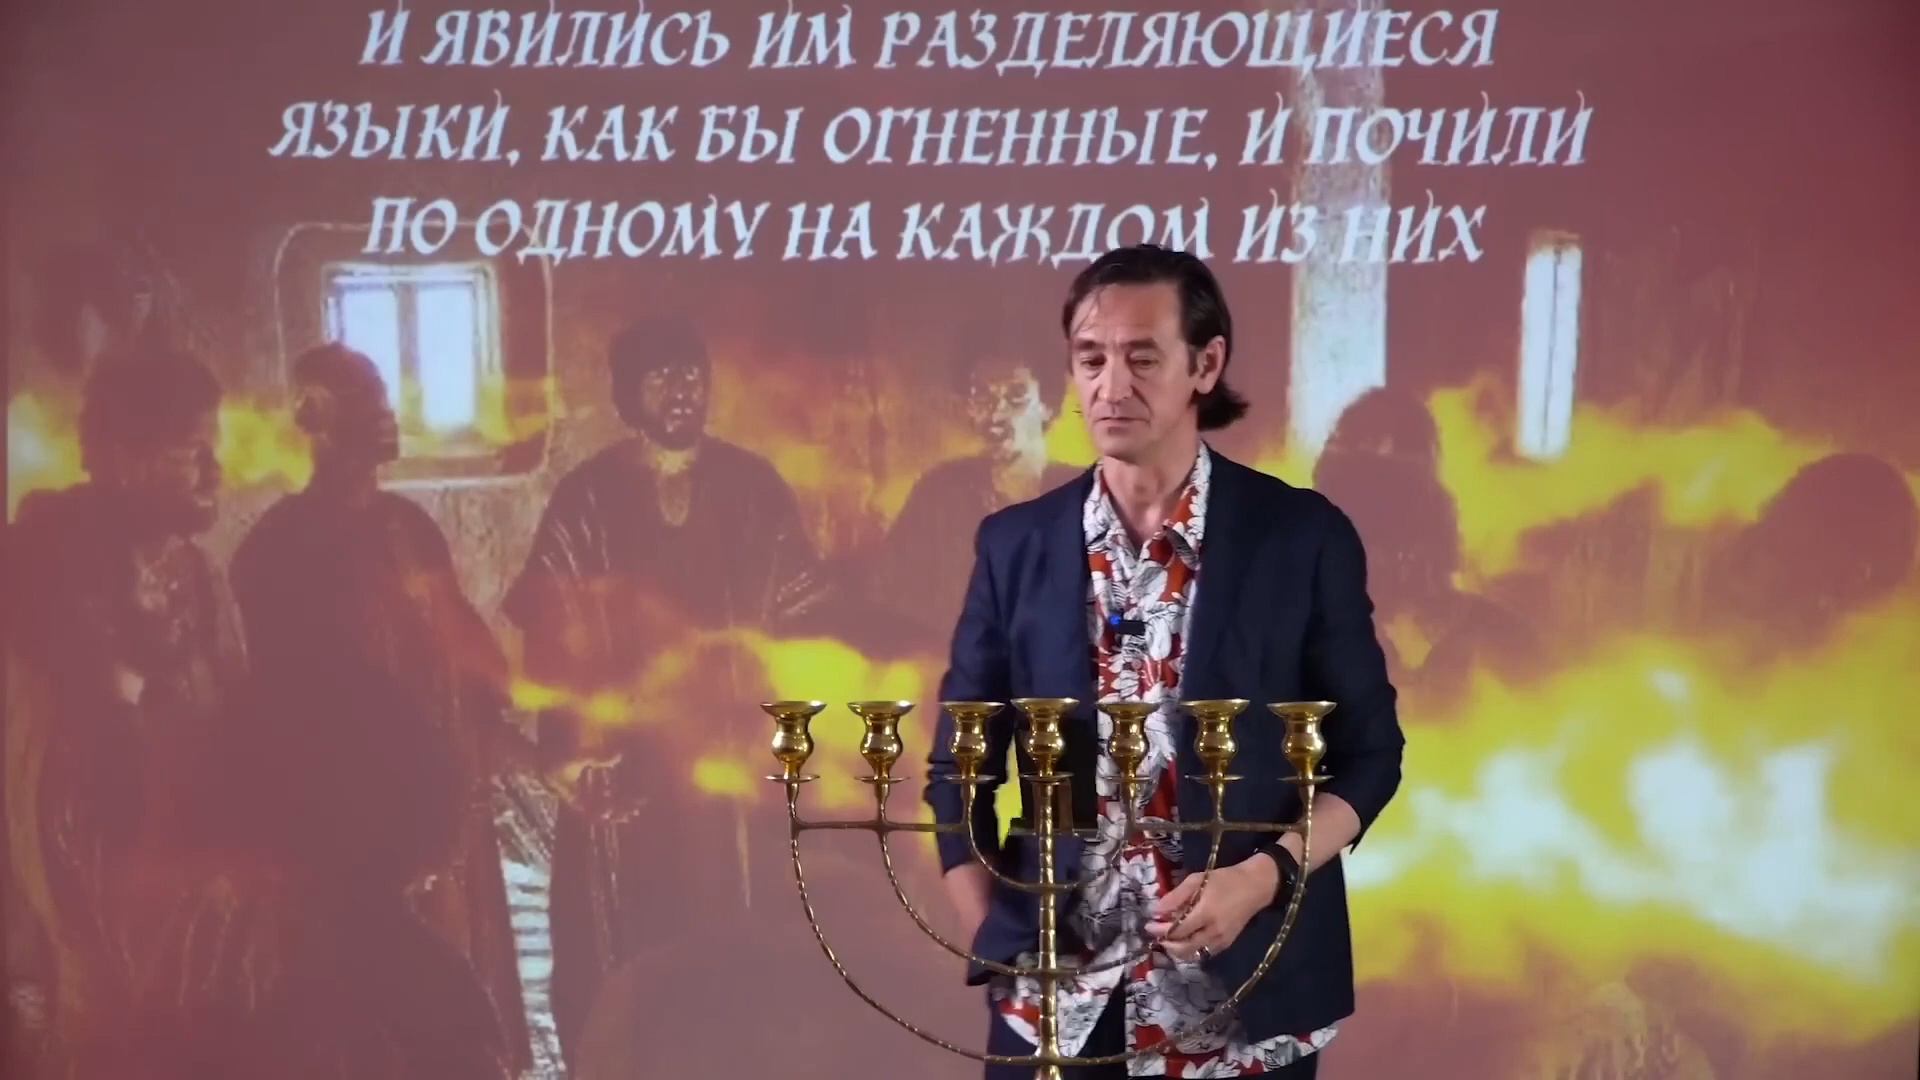 И ЯВИЛИСЬ ИМ РАЗДЕЛЯЮЩИЕСЯ
ЯЗЫКИ, КАК БЫ ОГНЕННЫЕ, И ПОЧИЛИ
ПО ОДНОМУ НА КАЖДОМ ИЗ НИХ